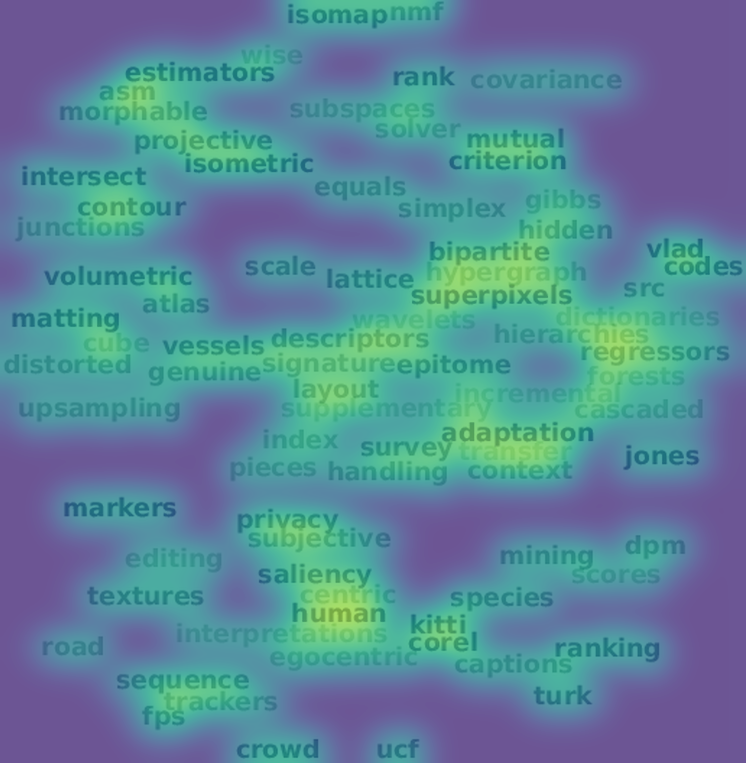 isomap nmf
wise
estimators rank covariance
asm
morphable subspaces
solver
projective mutual
isometric criterion
intersect equals
contour simplex gibbs
junctions hidden
bipartite vlad
scale lattice hypergraph codes
volumetric superpixels src
atlas
matting wavelets dictionaries
cube vessels descriptors hierarchies
regressors
distorted genuine signature epitome
forests
layout incremental
upsampling supplementary cascaded
adaptation
index survey transfer jones
pieces handling context
markers
privacy
subjective dpm
editing mining
saliency scores
textures centric species
human
kitti
interpretations corel
road ranking
egocentric captions
sequence
trackers turk
fps
crowd ucf